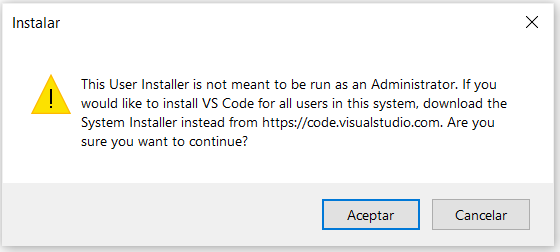 Instalar
This User Installer is not meant to be run as an Administrator. If you
would like to install VS Code for all users in this system, download the
System Installer instead from https://code.visualstudio.com. Are you
sure you want to continue?
Aceptar
Cancelar